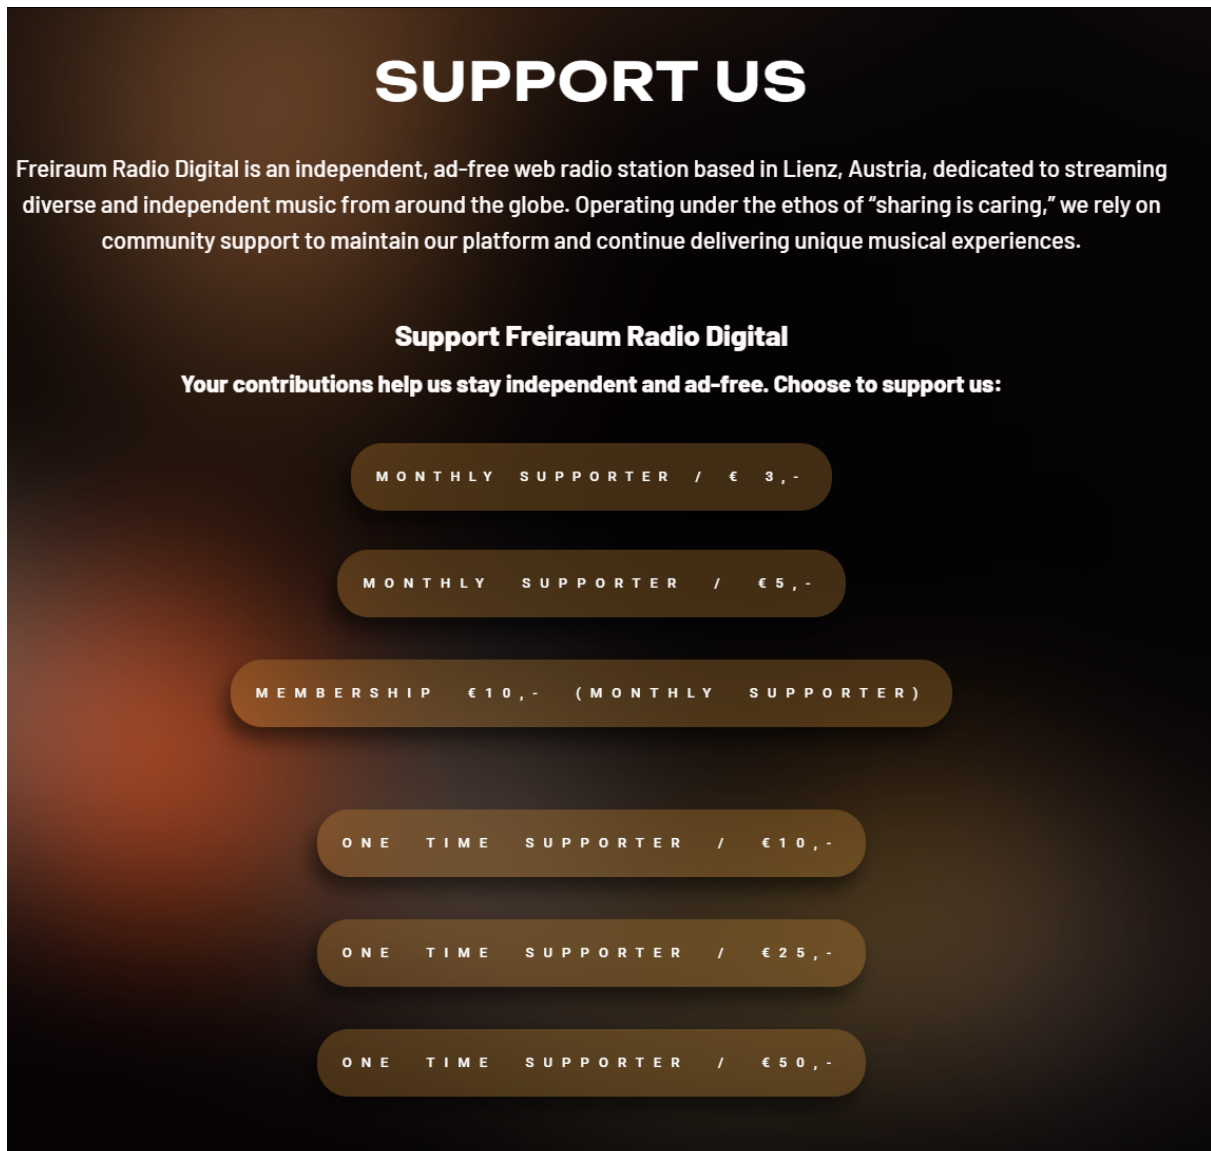 SUPPORT US
Freiraum Radio Digital is an independent, ad-free web radio station based in Lienz, Austria, dedicated to streaming
diverse and independent music from around the globe. Operating under the ethos of “sharing is caring,” we rely on
community support to maintain our platform and continue delivering unique musical experiences.
Support Freiraum Radio Digital
Your contributions help us stay independent and ad-free. Choose to support us:
MONTHLY SUPPORTER / € 3,-
MONTHLY SUPPORTER / €5,-
MEMBERSHIP €10,- (MONTHLY SUPPORTER)
ONE TIME SUPPORTER / €10,-
ONE TIME SUPPORTER / €25,-
ONE TIME SUPPORTER / €50,-